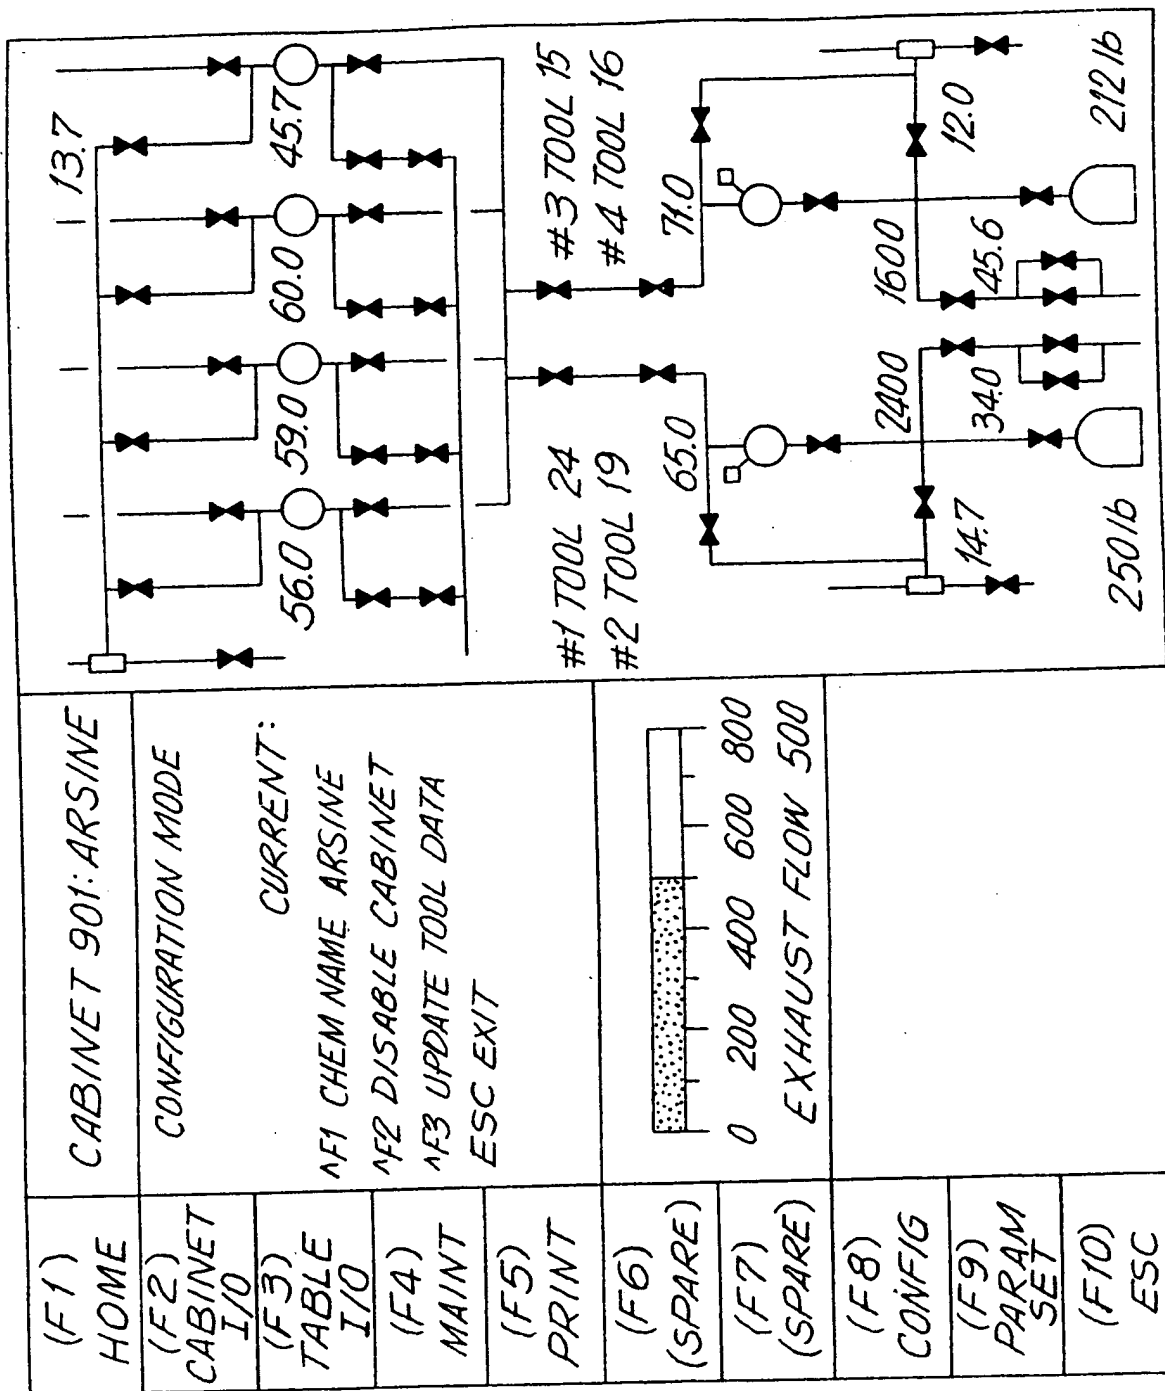 (F1)
HOME
(F2)
CABINET
I/O
(F3)
TABLE
I/O
(F4)
MAINT
(F5)
PRINT
(F6)
(SPARE)
(F7)
(SPARE)
(F8)
CONFIG
(F9)
PARAM
SET
(F10)
ESC
CABINET 901: ARSINE
CONFIGURATION MODE
CURRENT:
^F1 CHEM NAME ARSINE
^F2 DISABLE CABINET
^F3 UPDATE TOOL DATA
ESC EXIT
0 200 400 600 800
EXHAUST FLOW 500
13.7
56.0 59.0 60.0 45.7
#1 TOOL 24
#2 TOOL 19
#3 TOOL 15
#4 TOOL 16
65.0 71.0
2400 1600
14.7 34.0 45.6 12.0
250 lb 212 lb